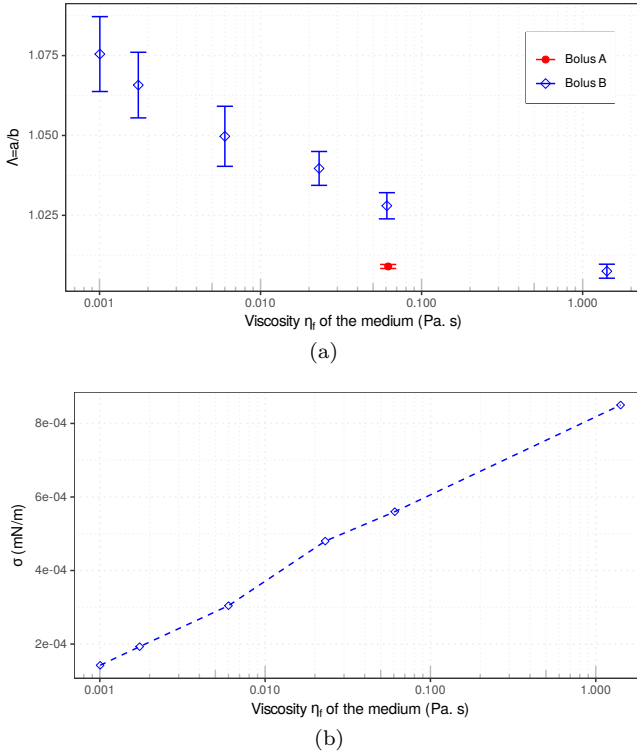 1.075
1.050
1.025
Λ=a/b
Bolus A
Bolus B
0.001 0.010 0.100 1.000
Viscosity ηf of the medium (Pa. s)
(a)
8e-04
6e-04
4e-04
2e-04
σ (mN/m)
0.001 0.010 0.100 1.000
Viscosity ηf of the medium (Pa. s)
(b)